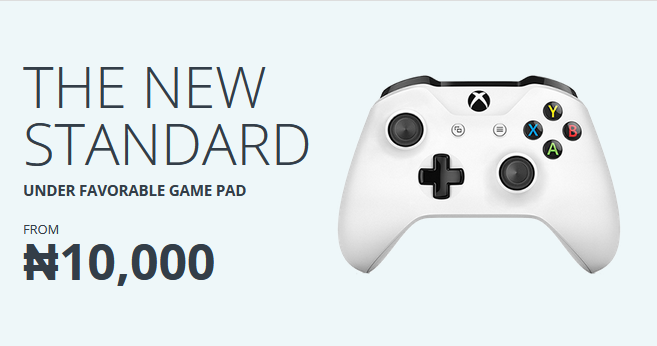 THE NEW
STANDARD
UNDER FAVORABLE GAME PAD
FROM
₦10,000
Y
X B
A